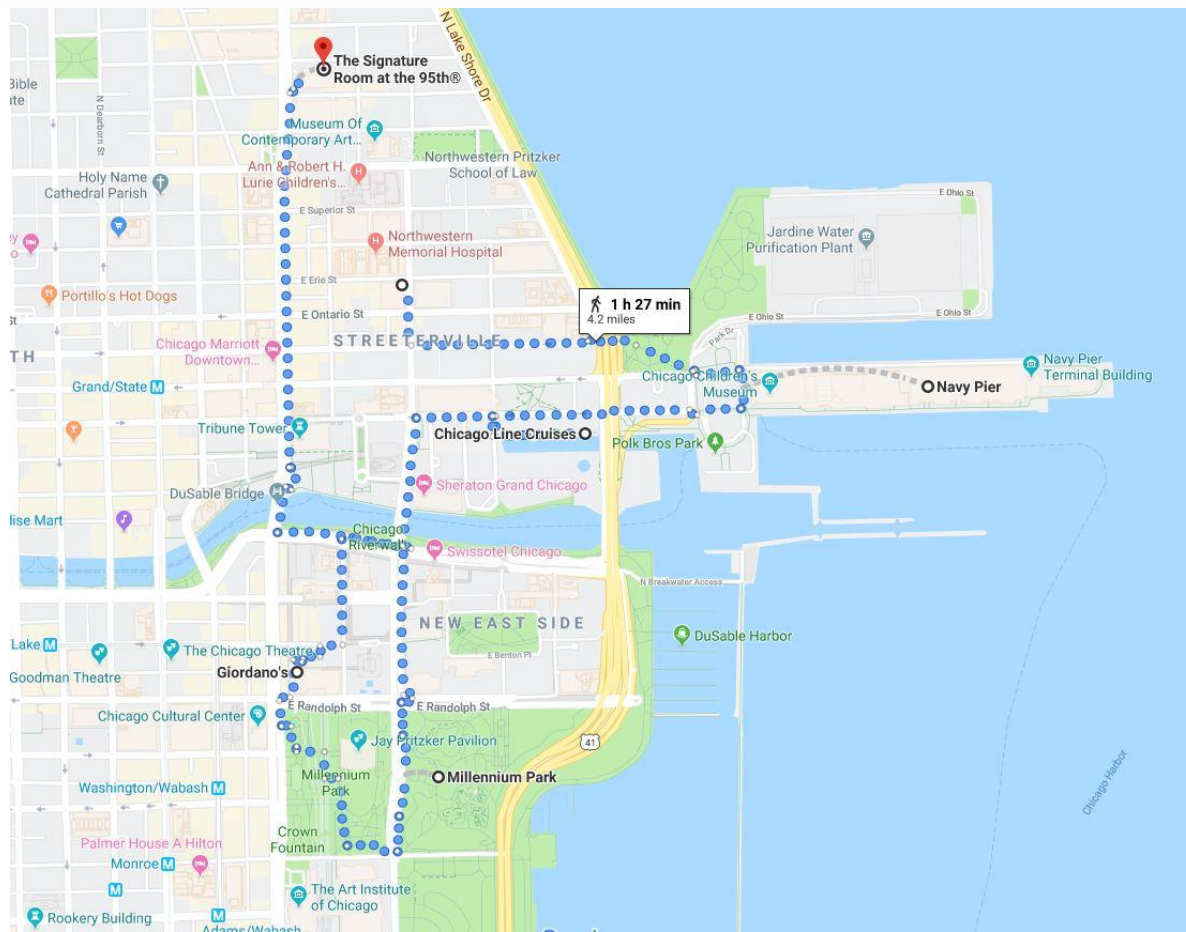 The Signature
Room at the 95th®
N Lake Shore Dr
Bible
N Dearborn St
Museum Of
Contemporary Art...
Northwestern Pritzker
School of Law
Ann & Robert H.
Lurie Children's...
Holy Name
Cathedral Parish
E Superior St
E Ohio St
Jardine Water
Purification Plant
Northwestern
Memorial Hospital
E Erie St
Portillo's Hot Dogs
1 h 27 min
4.2 miles
E Ontario St
E Ohio St
E Ohio St
STREETERVILLE
Park Dr
TH
Chicago Marriott
Downtown...
Navy Pier
Terminal Building
Grand/State M
Chicago Children's
Museum
Navy Pier
Tribune Tower
Chicago Line Cruises
Polk Bros Park
Sheraton Grand Chicago
DuSable Bridge
dise Mart
Chicago
Riverwalk
Swissotel Chicago
N Breakwater Access
NEW EAST SIDE
DuSable Harbor
Lake M
The Chicago Theatre
E Benton Pl
Goodman Theatre
Giordano's
E Randolph St
E Randolph St
Chicago Cultural Center
Jay Pritzker Pavilion
41
Millennium
Park
Millennium Park
Washington/Wabash M
Chicago Harbor
Crown
Fountain
Palmer House A Hilton
Monroe M
M
The Art Institute
of Chicago
Rookery Building
M
Adams/Wabash